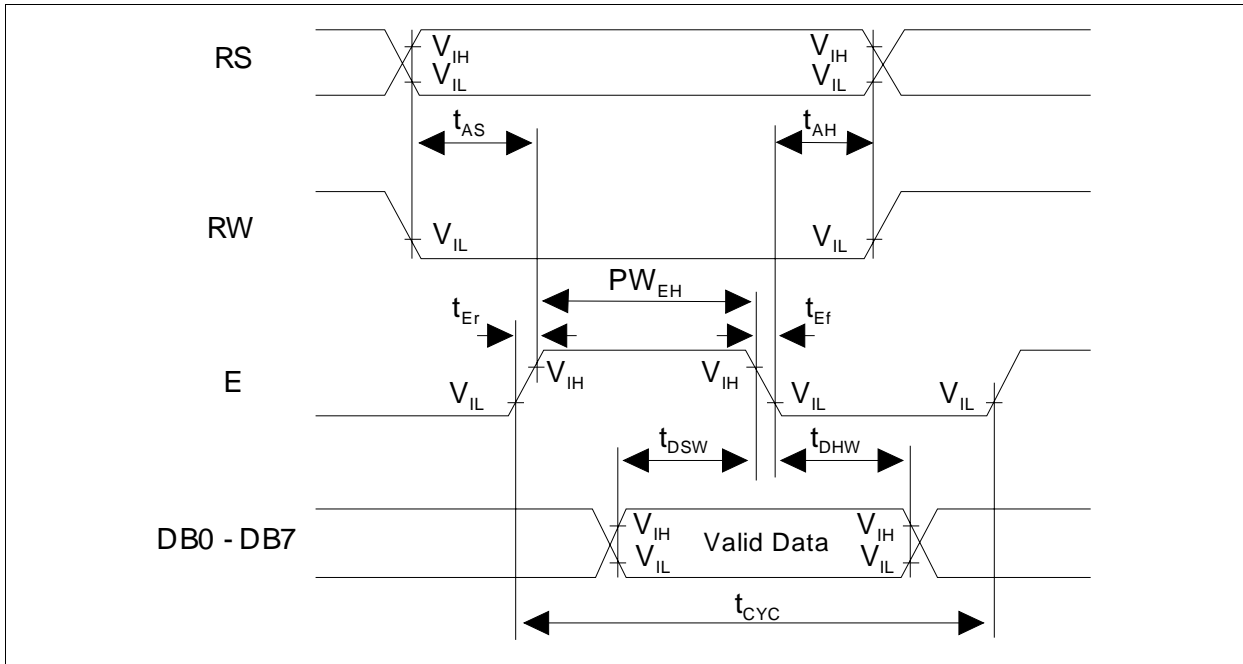 RS
V_IH
V_IL
V_IH
V_IL
t_AS
t_AH
RW
V_IL
V_IL
PW_EH
t_Er
t_Ef
E
V_IL
V_IH
V_IH
V_IL
V_IL
t_DSW
t_DHW
DB0 - DB7
V_IH
V_IL
Valid Data
V_IH
V_IL
t_CYC